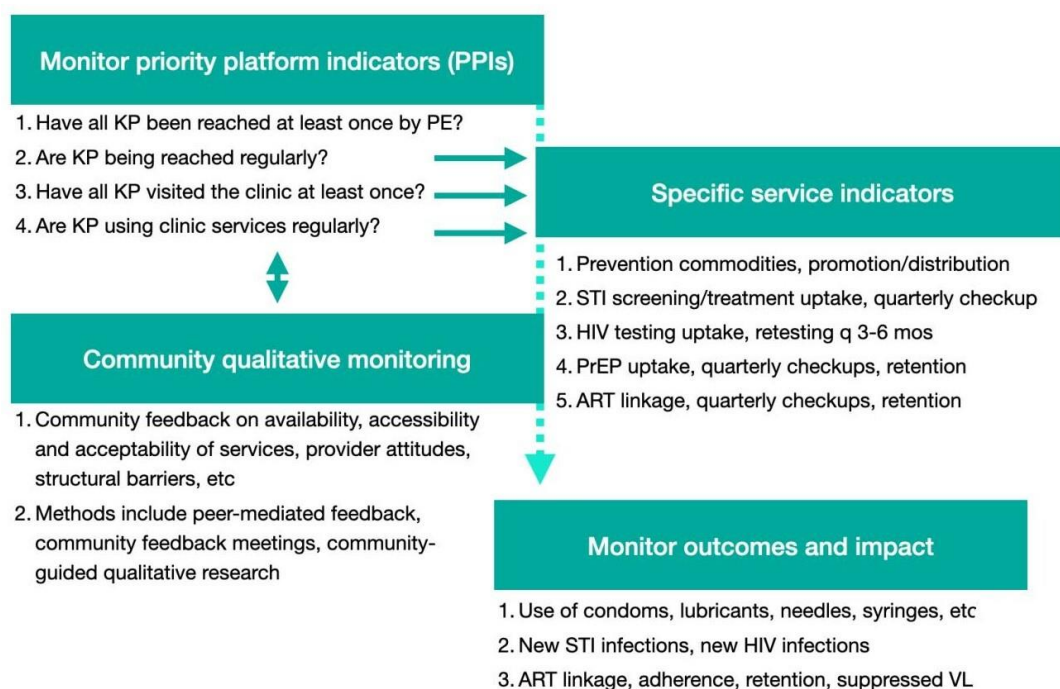 Monitor priority platform indicators (PPIs)
1. Have all KP been reached at least once by PE?
2. Are KP being reached regularly?
3. Have all KP visited the clinic at least once?
4. Are KP using clinic services regularly?
Specific service indicators
1. Prevention commodities, promotion/distribution
2. STI screening/treatment uptake, quarterly checkup
3. HIV testing uptake, retesting q 3-6 mos
4. PrEP uptake, quarterly checkups, retention
5. ART linkage, quarterly checkups, retention
Community qualitative monitoring
1. Community feedback on availability, accessibility
and acceptability of services, provider attitudes,
structural barriers, etc
2. Methods include peer-mediated feedback,
community feedback meetings, community-
guided qualitative research
Monitor outcomes and impact
1. Use of condoms, lubricants, needles, syringes, etc
2. New STI infections, new HIV infections
3. ART linkage, adherence, retention, suppressed VL